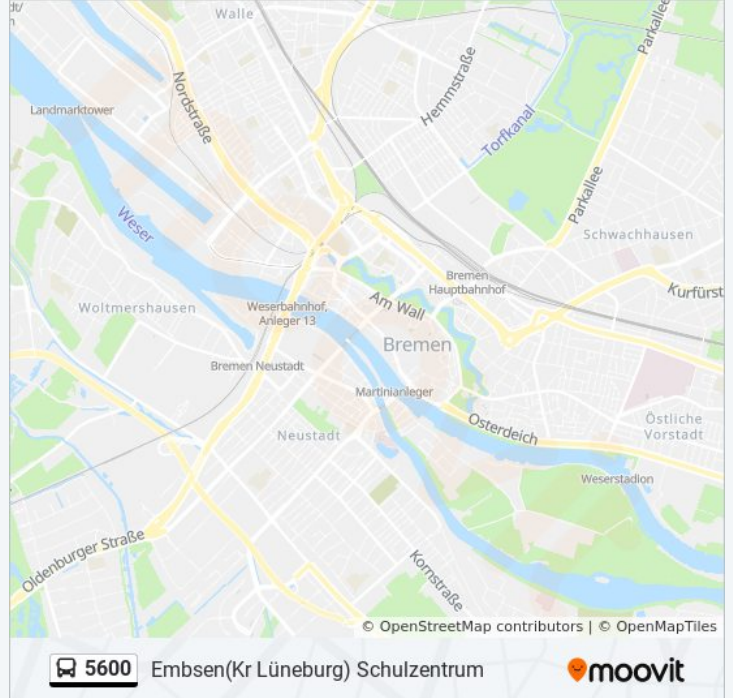 Walle
Parkallee
Nordstraße
Hemmstraße
Landmarktower
Torfkanal
Parkallee
Weser
Schwachhausen
Bremen
Hauptbahnhof
Kurfürst
Woltmershausen
Weserbahnhof,
Anleger 13
Am Wall
Bremen
Bremen Neustadt
Martinianleger
Neustadt
Osterdeich
Östliche
Vorstadt
Weserstadion
Oldenburger Straße
Kornstraße
© OpenStreetMap contributors | © OpenMapTiles
5600 Embsen(Kr Lüneburg) Schulzentrum moovit